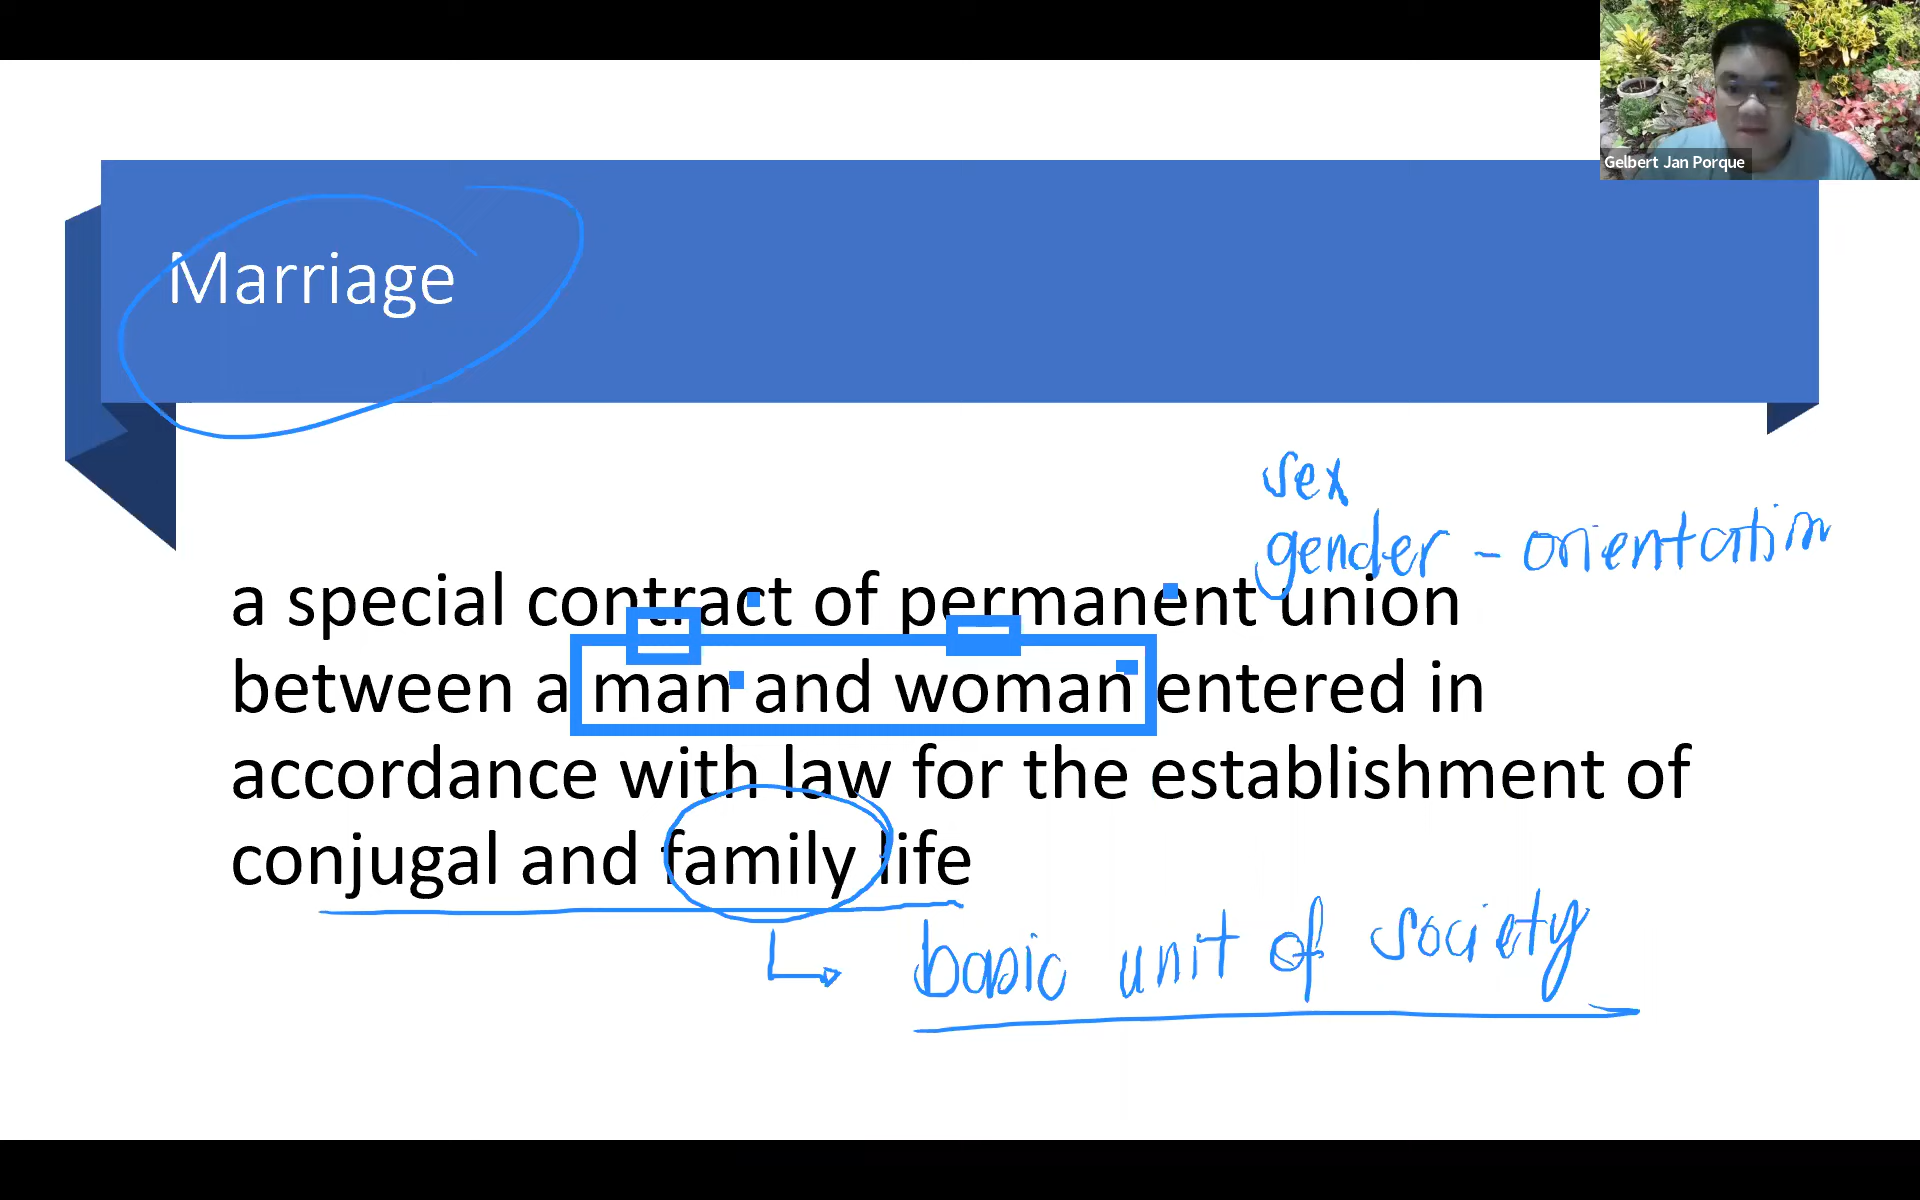 Gelbert Jan Porque
Marriage
sex
gender - orientation
a special contract of permanent union
between a man and woman entered in
accordance with law for the establishment of
conjugal and family life
basic unit of society